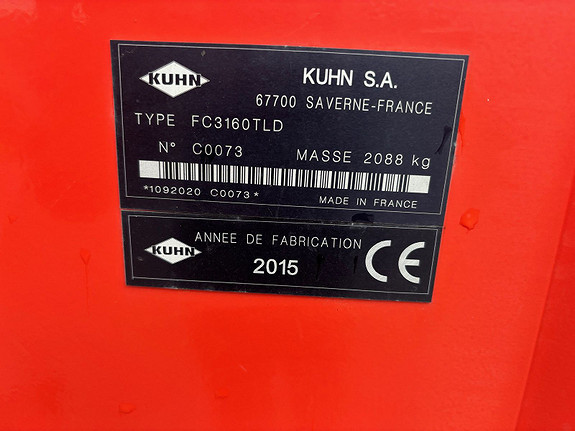 KUHN KUHN S.A.
67700 SAVERNE-FRANCE
TYPE FC3160TLD
N° C0073 MASSE 2088 kg
*1092020 C0073* MADE IN FRANCE
KUHN ANNEE DE FABRICATION
2015 CE